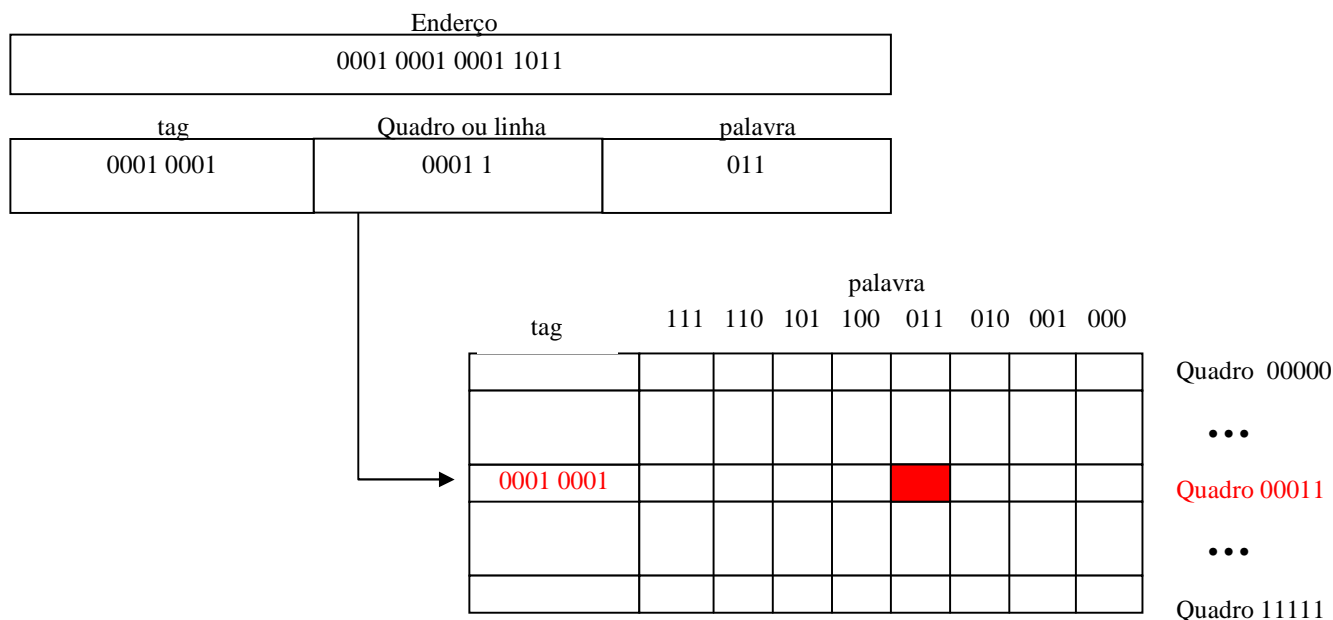 Enderço
0001 0001 0001 1011
tag Quadro ou linha palavra
0001 0001 0001 1 011
palavra
tag 111 110 101 100 011 010 001 000
Quadro 00000
...
0001 0001 Quadro 00011
...
Quadro 11111